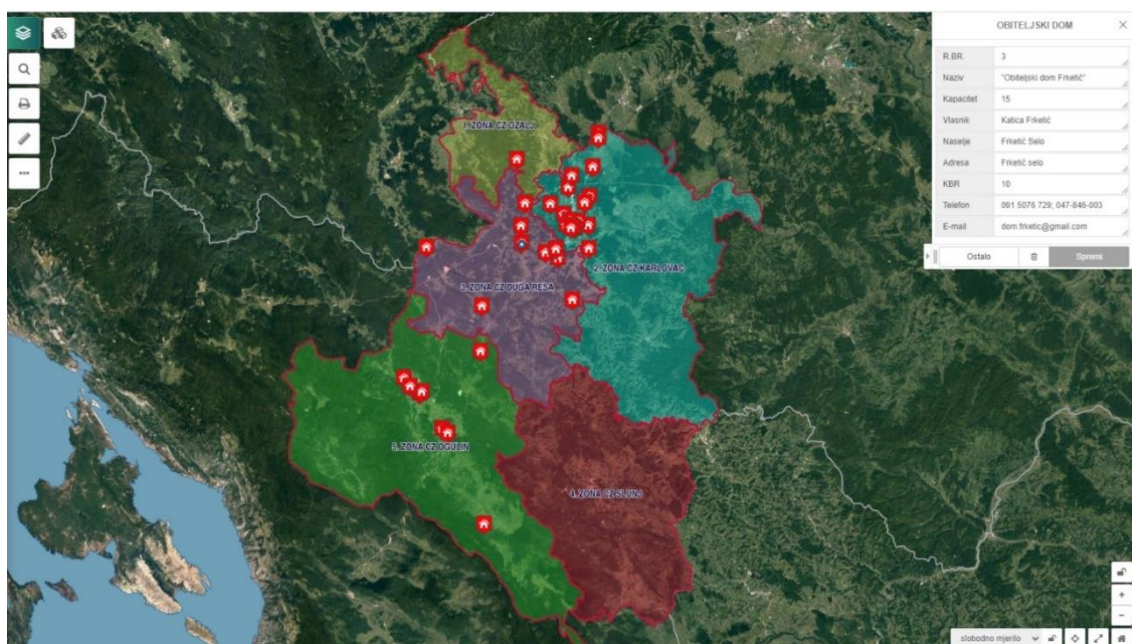 OBITELJSKI DOM
R.BR. 3
Naziv "Obiteljski dom Frketić"
Kapacitet 15
Vlasnik Katica Frketić
Naselje Frketić Selo
Adresa Frketić selo
KBR 10
Telefon 091 5076 729; 047-846-003
E-mail dom.frketic@gmail.com
Ostalo Spremi
1. ZONA CZ OZALJ
2. ZONA CZ KARLOVAC
3. ZONA CZ DUGA RESA
5. ZONA CZ OGULIN
4. ZONA CZ SLUNJ
slobodno mjerilo